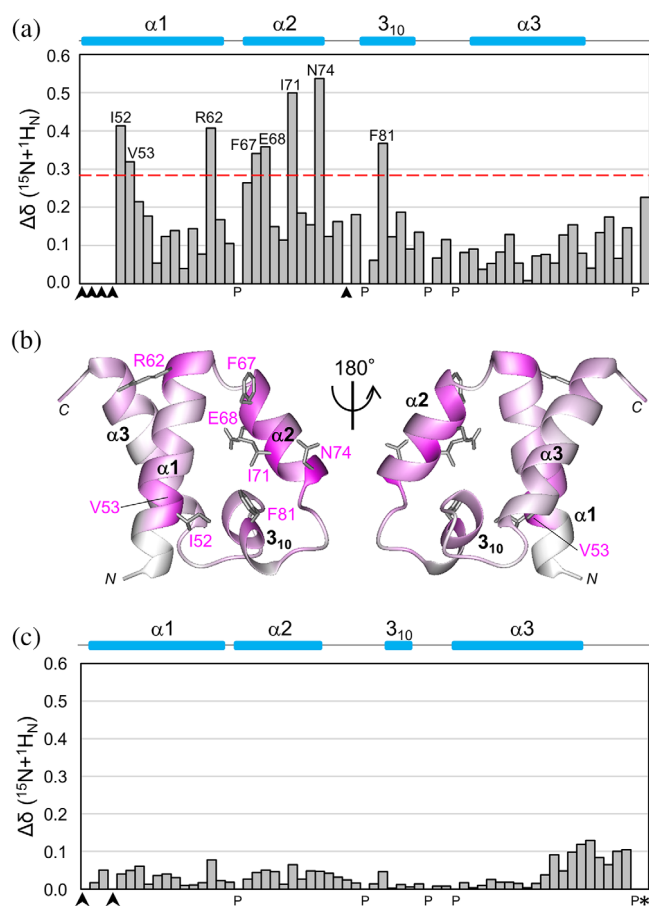 (a)
α1 α2 3₁₀ α3
Δδ (¹⁵N+¹H_N)
0.6
0.5
0.4
0.3
0.2
0.1
0.0
I52
V53
R62
F67
E68
I71
N74
F81
P P P P P
(b)
180°
R62
F67
C
α3
E68
α2
α1
I71
N74
V53
I52
F81
3₁₀
N
α2
C
α3
α1
3₁₀
V53
N
(c)
α1 α2 3₁₀ α3
Δδ (¹⁵N+¹H_N)
0.6
0.5
0.4
0.3
0.2
0.1
0.0
P P P P P*